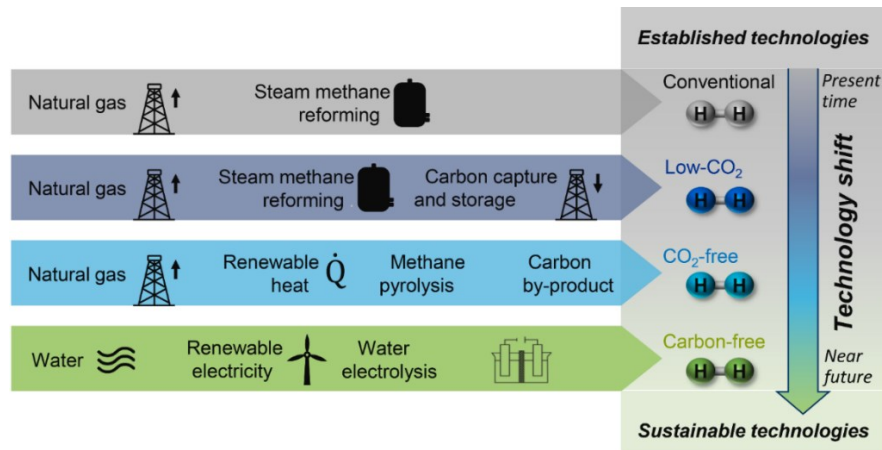 Established technologies
Natural gas
Steam methane
reforming
Conventional
H H
Present
time
Natural gas
Steam methane
reforming
Carbon capture
and storage
Low-CO₂
H H
Technology shift
Natural gas
Renewable
heat
Q̇
Methane
pyrolysis
Carbon
by-product
CO₂-free
H H
Water
Renewable
electricity
Water
electrolysis
Carbon-free
H H
Near
future
Sustainable technologies